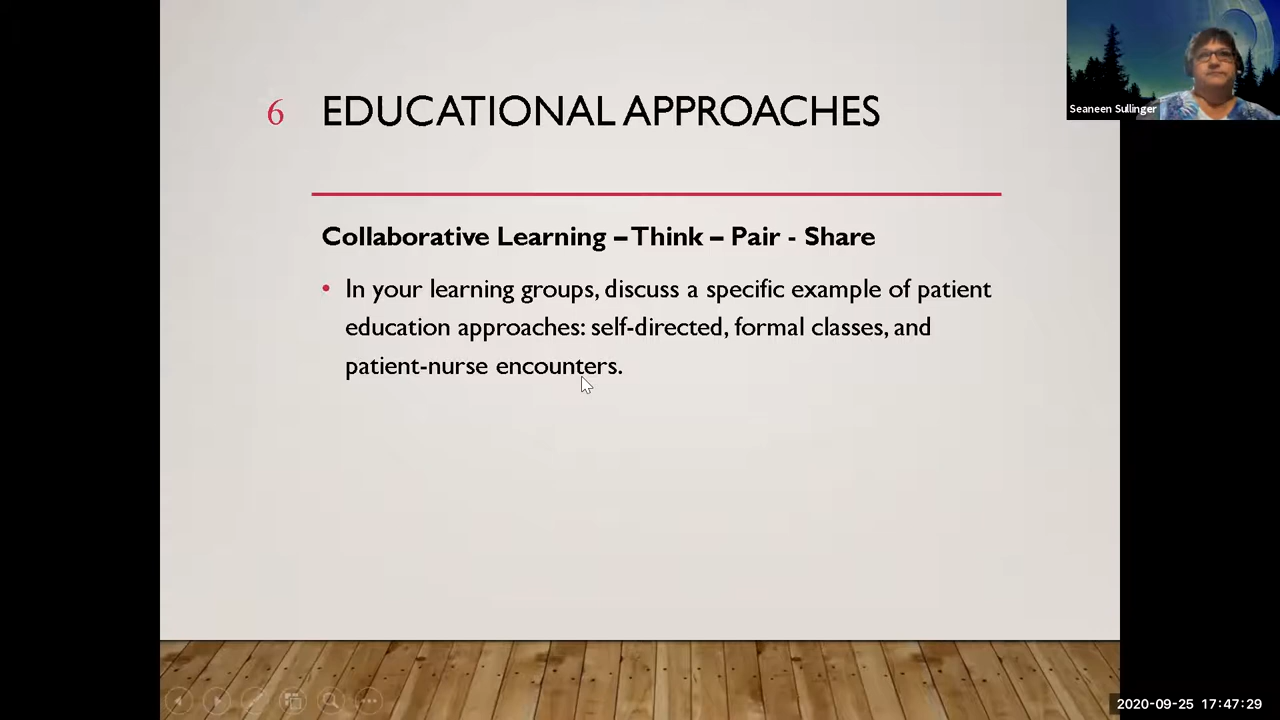 6 EDUCATIONAL APPROACHES
Seaneen Sullinger
Collaborative Learning – Think – Pair - Share
• In your learning groups, discuss a specific example of patient
education approaches: self-directed, formal classes, and
patient-nurse encounters.
2020-09-25 17:47:29